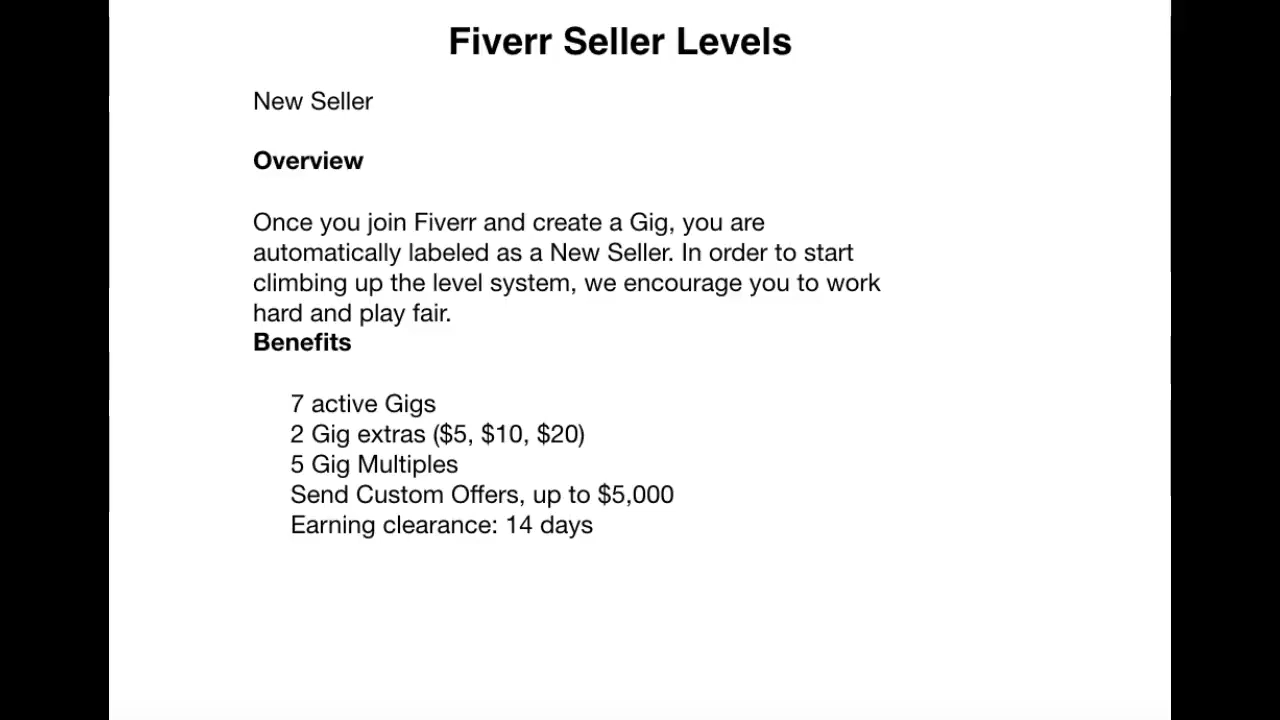 Fiverr Seller Levels
New Seller
Overview
Once you join Fiverr and create a Gig, you are
automatically labeled as a New Seller. In order to start
climbing up the level system, we encourage you to work
hard and play fair.
Benefits
7 active Gigs
2 Gig extras ($5, $10, $20)
5 Gig Multiples
Send Custom Offers, up to $5,000
Earning clearance: 14 days